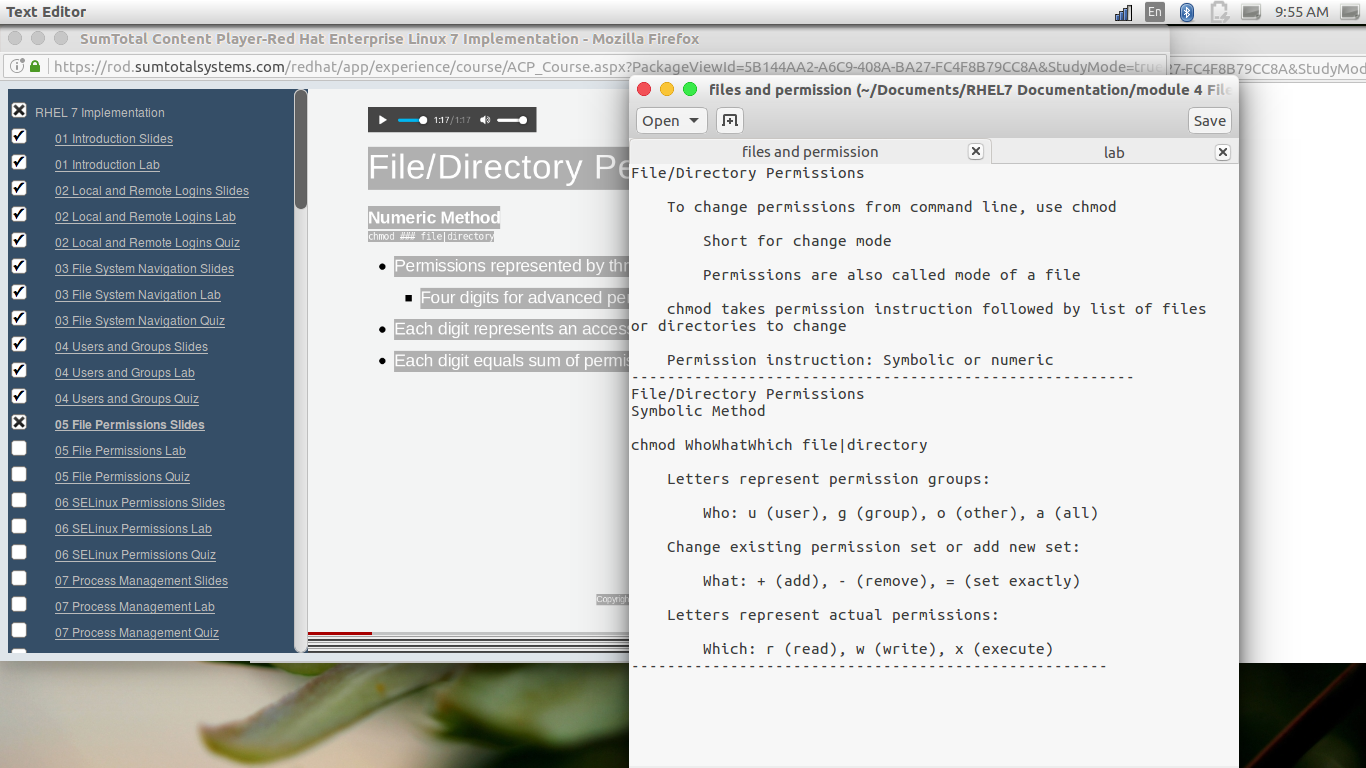 Text Editor
En
9:55 AM
SumTotal Content Player-Red Hat Enterprise Linux 7 Implementation - Mozilla Firefox
https://rod.sumtotalsystems.com/redhat/app/experience/course/ACP_Course.aspx?PackageViewId=5B144AA2-A6C9-408A-BA27-FC4F8B79CC8A&StudyMode=true
27-FC4F8B79CC8A&StudyMod
RHEL 7 Implementation
01 Introduction Slides
01 Introduction Lab
02 Local and Remote Logins Slides
02 Local and Remote Logins Lab
02 Local and Remote Logins Quiz
03 File System Navigation Slides
03 File System Navigation Lab
03 File System Navigation Quiz
04 Users and Groups Slides
04 Users and Groups Lab
04 Users and Groups Quiz
05 File Permissions Slides
05 File Permissions Lab
05 File Permissions Quiz
06 SELinux Permissions Slides
06 SELinux Permissions Lab
06 SELinux Permissions Quiz
07 Process Management Slides
07 Process Management Lab
07 Process Management Quiz
1:17/1:17
File/Directory Pe
Numeric Method
chmod ### file|directory
Permissions represented by thr
Four digits for advanced per
Each digit represents an access
Each digit equals sum of permis
Copyright
files and permission (~/Documents/RHEL7 Documentation/module 4 File
Open
Save
files and permission
lab
File/Directory Permissions
To change permissions from command line, use chmod
Short for change mode
Permissions are also called mode of a file
chmod takes permission instruction followed by list of files
or directories to change
Permission instruction: Symbolic or numeric
--------------------------------------------------------
File/Directory Permissions
Symbolic Method
chmod WhoWhatWhich file|directory
Letters represent permission groups:
Who: u (user), g (group), o (other), a (all)
Change existing permission set or add new set:
What: + (add), - (remove), = (set exactly)
Letters represent actual permissions:
Which: r (read), w (write), x (execute)
-----------------------------------------------------